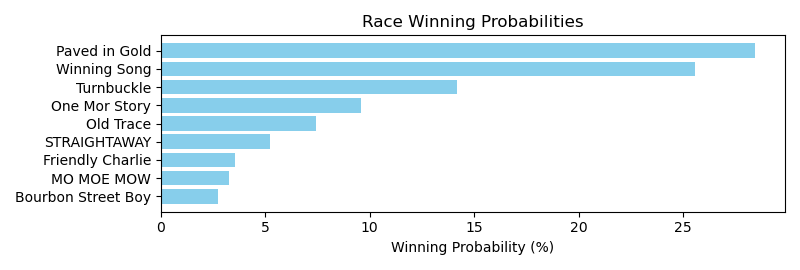 Race Winning Probabilities
Paved in Gold
Winning Song
Turnbuckle
One Mor Story
Old Trace
STRAIGHTAWAY
Friendly Charlie
MO MOE MOW
Bourbon Street Boy
0 5 10 15 20 25
Winning Probability (%)